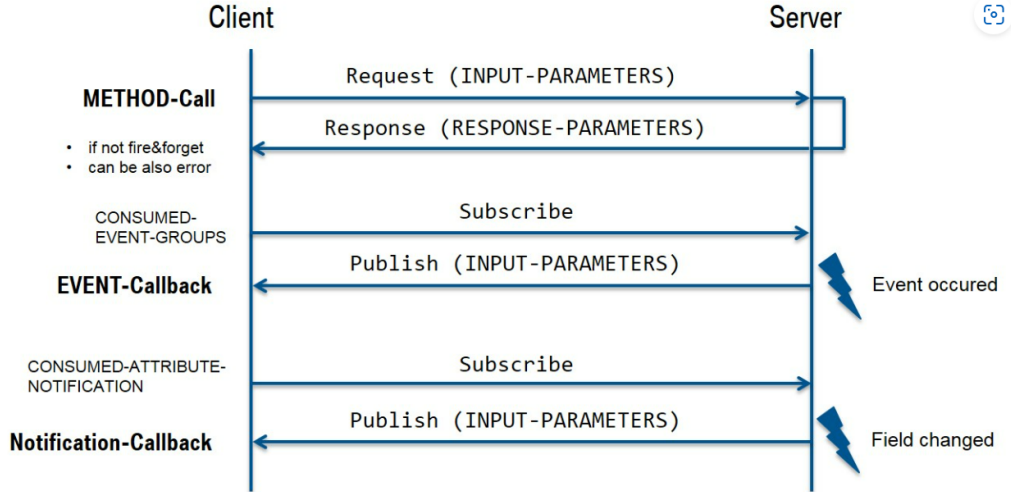 Client
Server
Request (INPUT-PARAMETERS)
METHOD-Call
Response (RESPONSE-PARAMETERS)
• if not fire&forget
• can be also error
Subscribe
CONSUMED-
EVENT-GROUPS
Publish (INPUT-PARAMETERS)
EVENT-Callback
Event occured
Subscribe
CONSUMED-ATTRIBUTE-
NOTIFICATION
Publish (INPUT-PARAMETERS)
Notification-Callback
Field changed